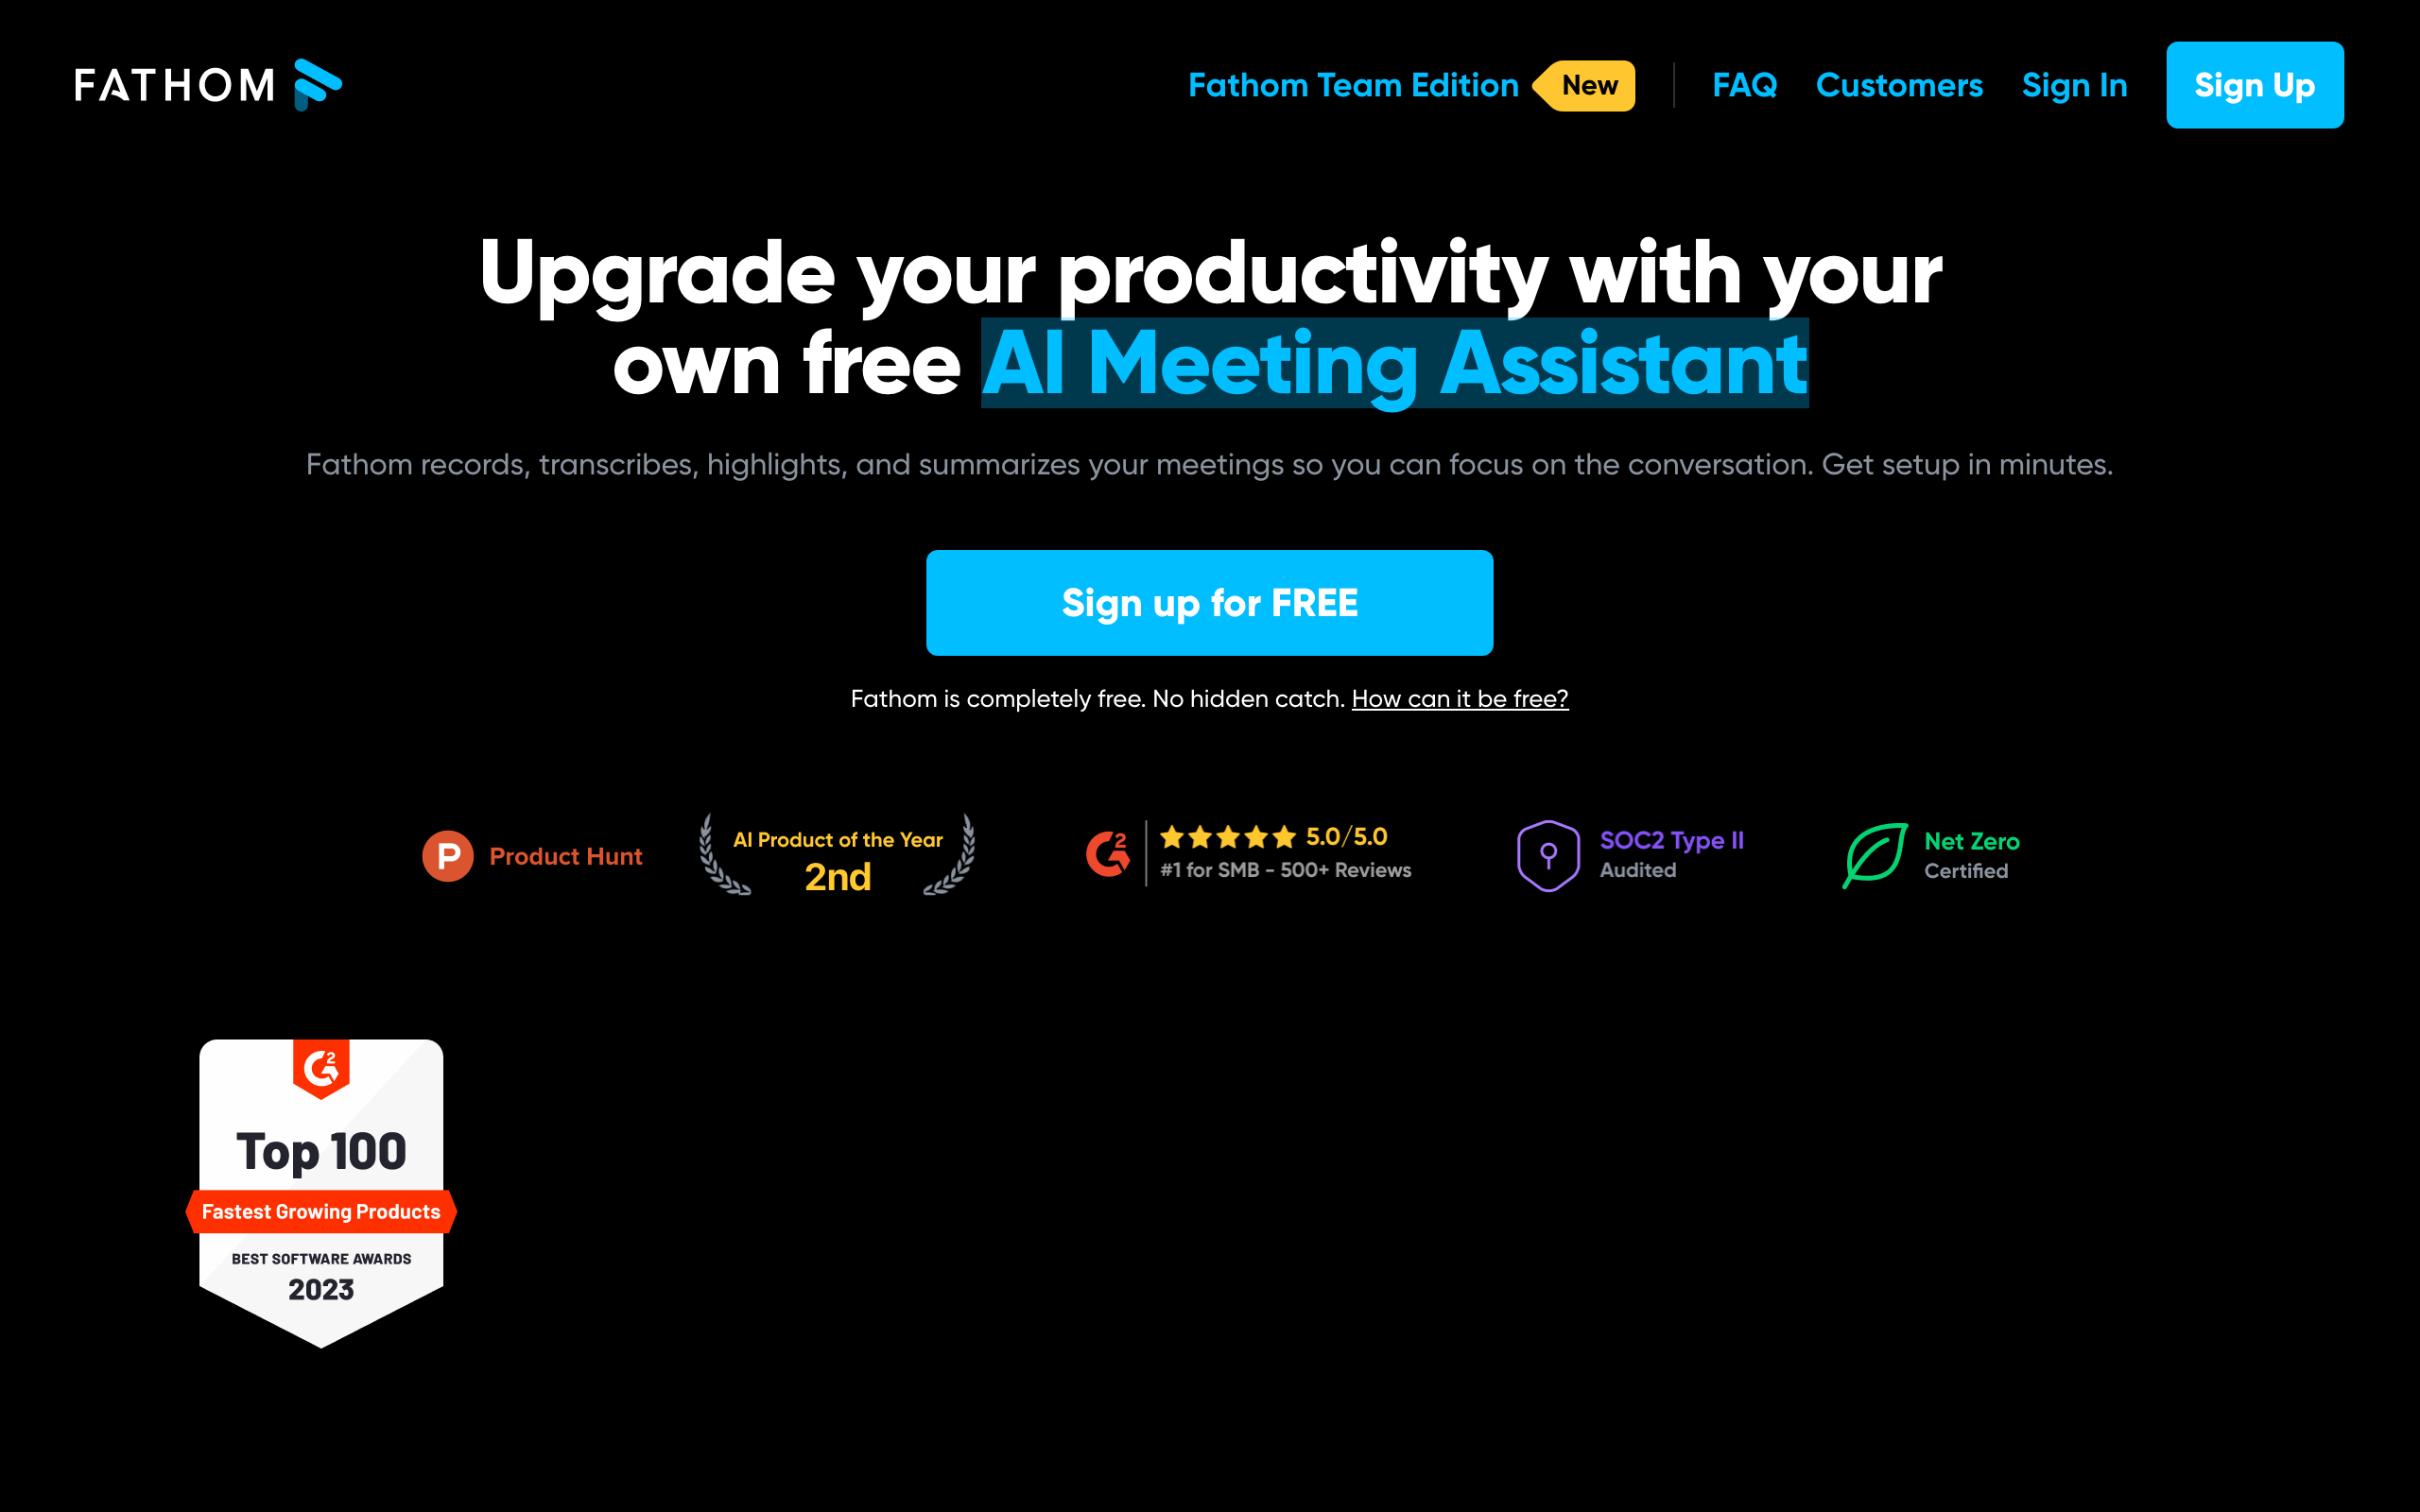 FATHOM
Fathom Team Edition
New
FAQ
Customers
Sign In
Sign Up
Upgrade your productivity with your
own free AI Meeting Assistant
Fathom records, transcribes, highlights, and summarizes your meetings so you can focus on the conversation. Get setup in minutes.
Sign up for FREE
Fathom is completely free. No hidden catch. How can it be free?
P
Product Hunt
AI Product of the Year
2nd
G2
5.0/5.0
#1 for SMB - 500+ Reviews
SOC2 Type II
Audited
Net Zero
Certified
G2
Top 100
Fastest Growing Products
BEST SOFTWARE AWARDS
2023